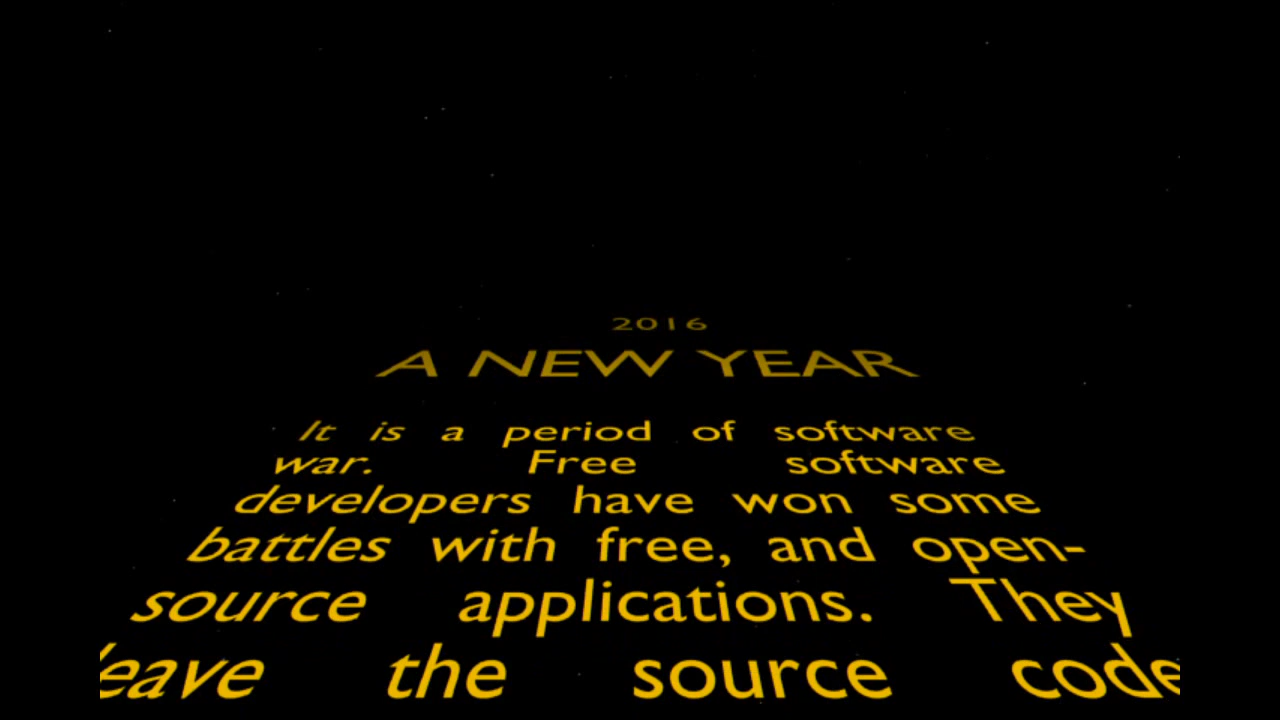 2016
A NEW YEAR
It is a period of software
war. Free software
developers have won some
battles with free, and open-
source applications. They
leave the source code